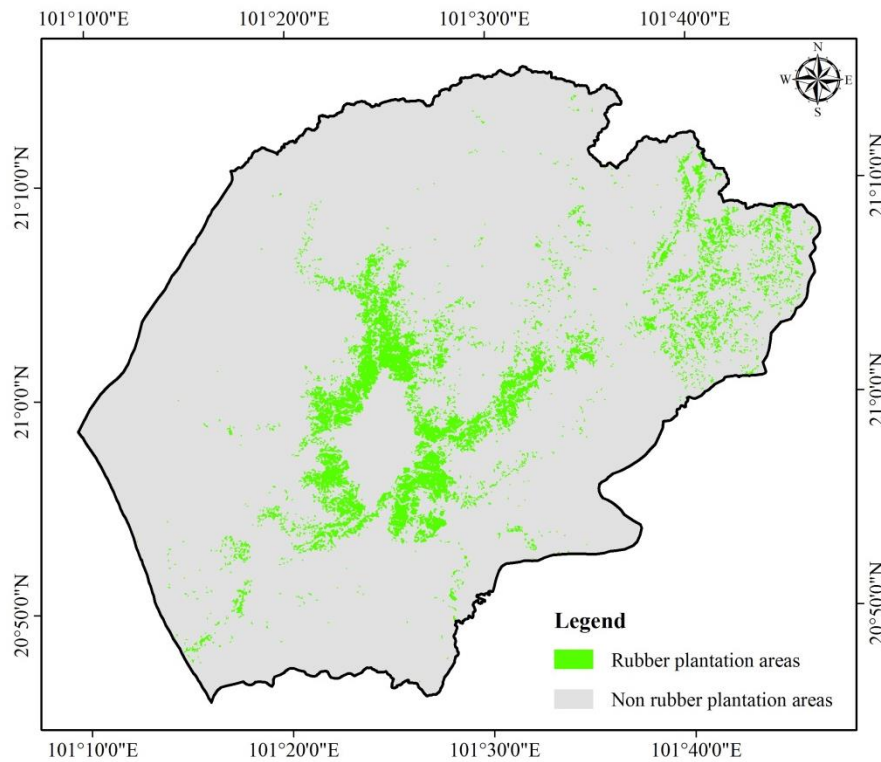 101°10'0"E 101°20'0"E 101°30'0"E 101°40'0"E
N
W E
S
21°10'0"N 21°10'0"N
21°0'0"N 21°0'0"N
20°50'0"N 20°50'0"N
Legend
Rubber plantation areas
Non rubber plantation areas
101°10'0"E 101°20'0"E 101°30'0"E 101°40'0"E